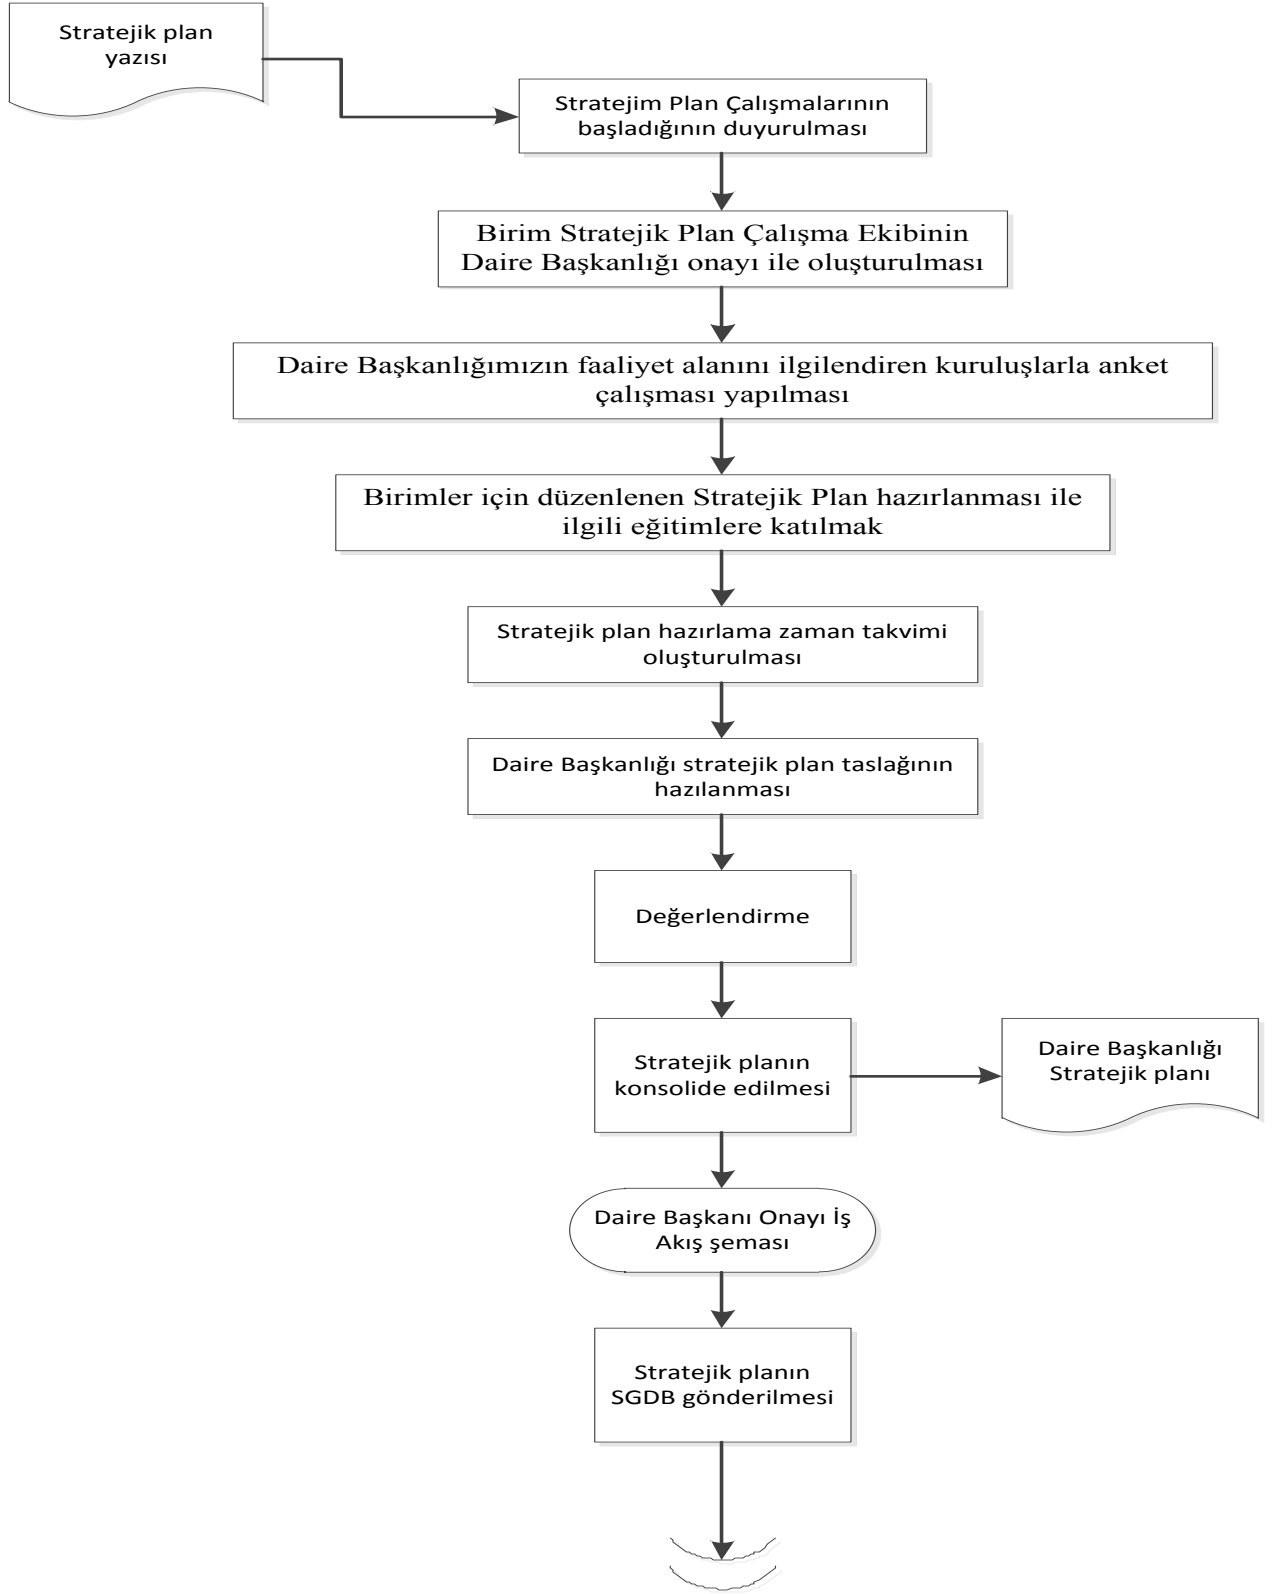 Stratejik plan
yazısı
Stratejim Plan Çalışmalarının
başladığının duyurulması
Birim Stratejik Plan Çalışma Ekibinin
Daire Başkanlığı onayı ile oluşturulması
Daire Başkanlığımızın faaliyet alanını ilgilendiren kuruluşlarla anket
çalışması yapılması
Birimler için düzenlenen Stratejik Plan hazırlanması ile
ilgili eğitimlere katılmak
Stratejik plan hazırlama zaman takvimi
oluşturulması
Daire Başkanlığı stratejik plan taslağının
hazılanması
Değerlendirme
Stratejik planın
konsolide edilmesi
Daire Başkanlığı
Stratejik planı
Daire Başkanı Onayı İş
Akış şeması
Stratejik planın
SGDB gönderilmesi